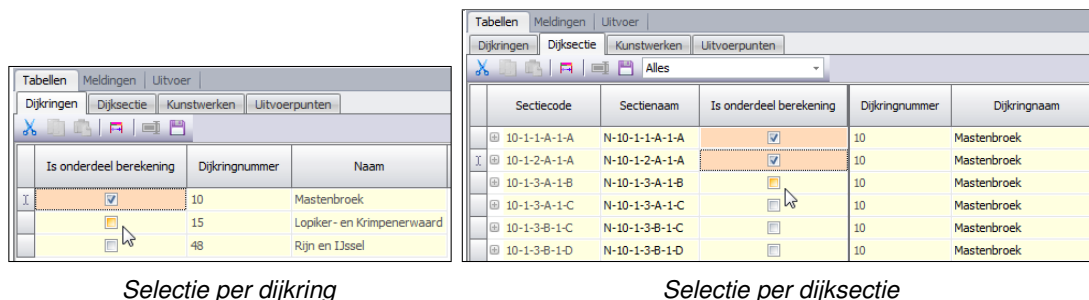 Tabellen Meldingen Uitvoer
Dijkringen Dijksectie Kunstwerken Uitvoerpunten
Is onderdeel berekening Dijkringnummer Naam
10 Mastenbroek
15 Lopiker- en Krimpenerwaard
48 Rijn en IJssel
Selectie per dijkring
Tabellen Meldingen Uitvoer
Dijkringen Dijksectie Kunstwerken Uitvoerpunten
Alles
Sectiecode Sectienaam Is onderdeel berekening Dijkringnummer Dijkringnaam
10-1-1-A-1-A N-10-1-1-A-1-A 10 Mastenbroek
10-1-2-A-1-A N-10-1-2-A-1-A 10 Mastenbroek
10-1-3-A-1-B N-10-1-3-A-1-B 10 Mastenbroek
10-1-3-A-1-C N-10-1-3-A-1-C 10 Mastenbroek
10-1-3-B-1-C N-10-1-3-B-1-C 10 Mastenbroek
10-1-3-B-1-D N-10-1-3-B-1-D 10 Mastenbroek
Selectie per dijksectie